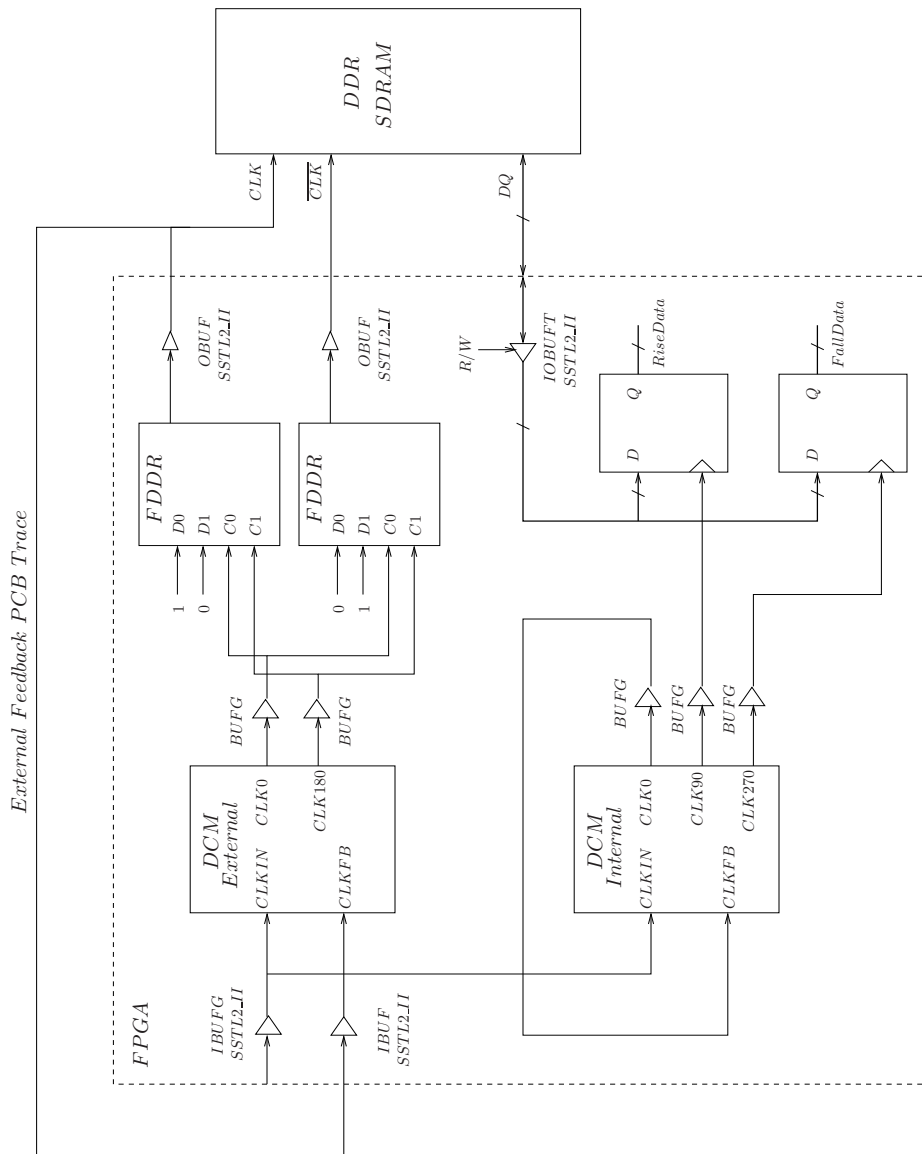 External Feedback PCB Trace
FPGA
IBUFG
SSTL2_II
IBUF
SSTL2_II
DCM
External
CLKIN
CLK0
CLKFB
CLK180
BUFG
BUFG
1
0
FDDR
D0
D1
C0
C1
0
1
FDDR
D0
D1
C0
C1
OBUF
SSTL2_II
OBUF
SSTL2_II
CLK
CLK
DQ
DDR
SDRAM
DCM
Internal
CLKIN
CLK0
CLK90
CLKFB
CLK270
BUFG
BUFG
BUFG
R/W
IOBUFT
SSTL2_II
D
Q
RiseData
D
Q
FallData